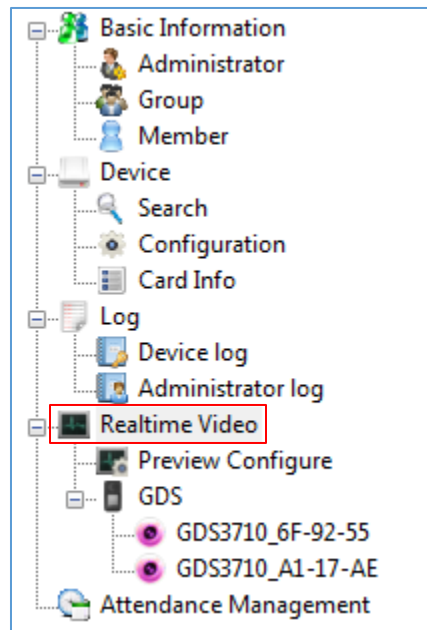 Basic Information
Administrator
Group
Member
Device
Search
Configuration
Card Info
Log
Device log
Administrator log
Realtime Video
Preview Configure
GDS
GDS3710_6F-92-55
GDS3710_A1-17-AE
Attendance Management